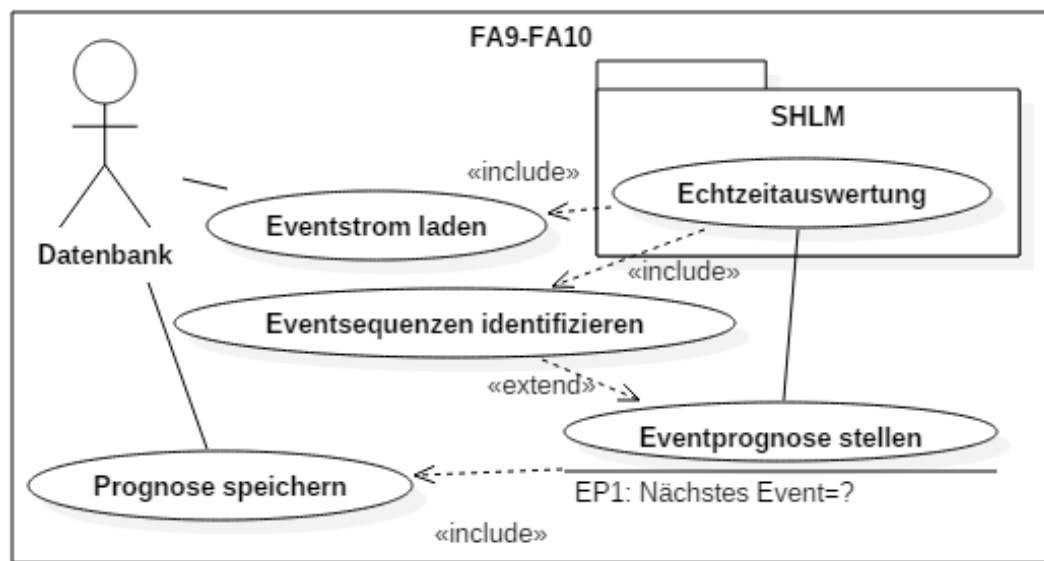 FA9-FA10
SHLM
«include»
Echtzeitauswertung
Eventstrom laden
Datenbank
«include»
Eventsequenzen identifizieren
«extend»
Eventprognose stellen
Prognose speichern
EP1: Nächstes Event=?
«include»